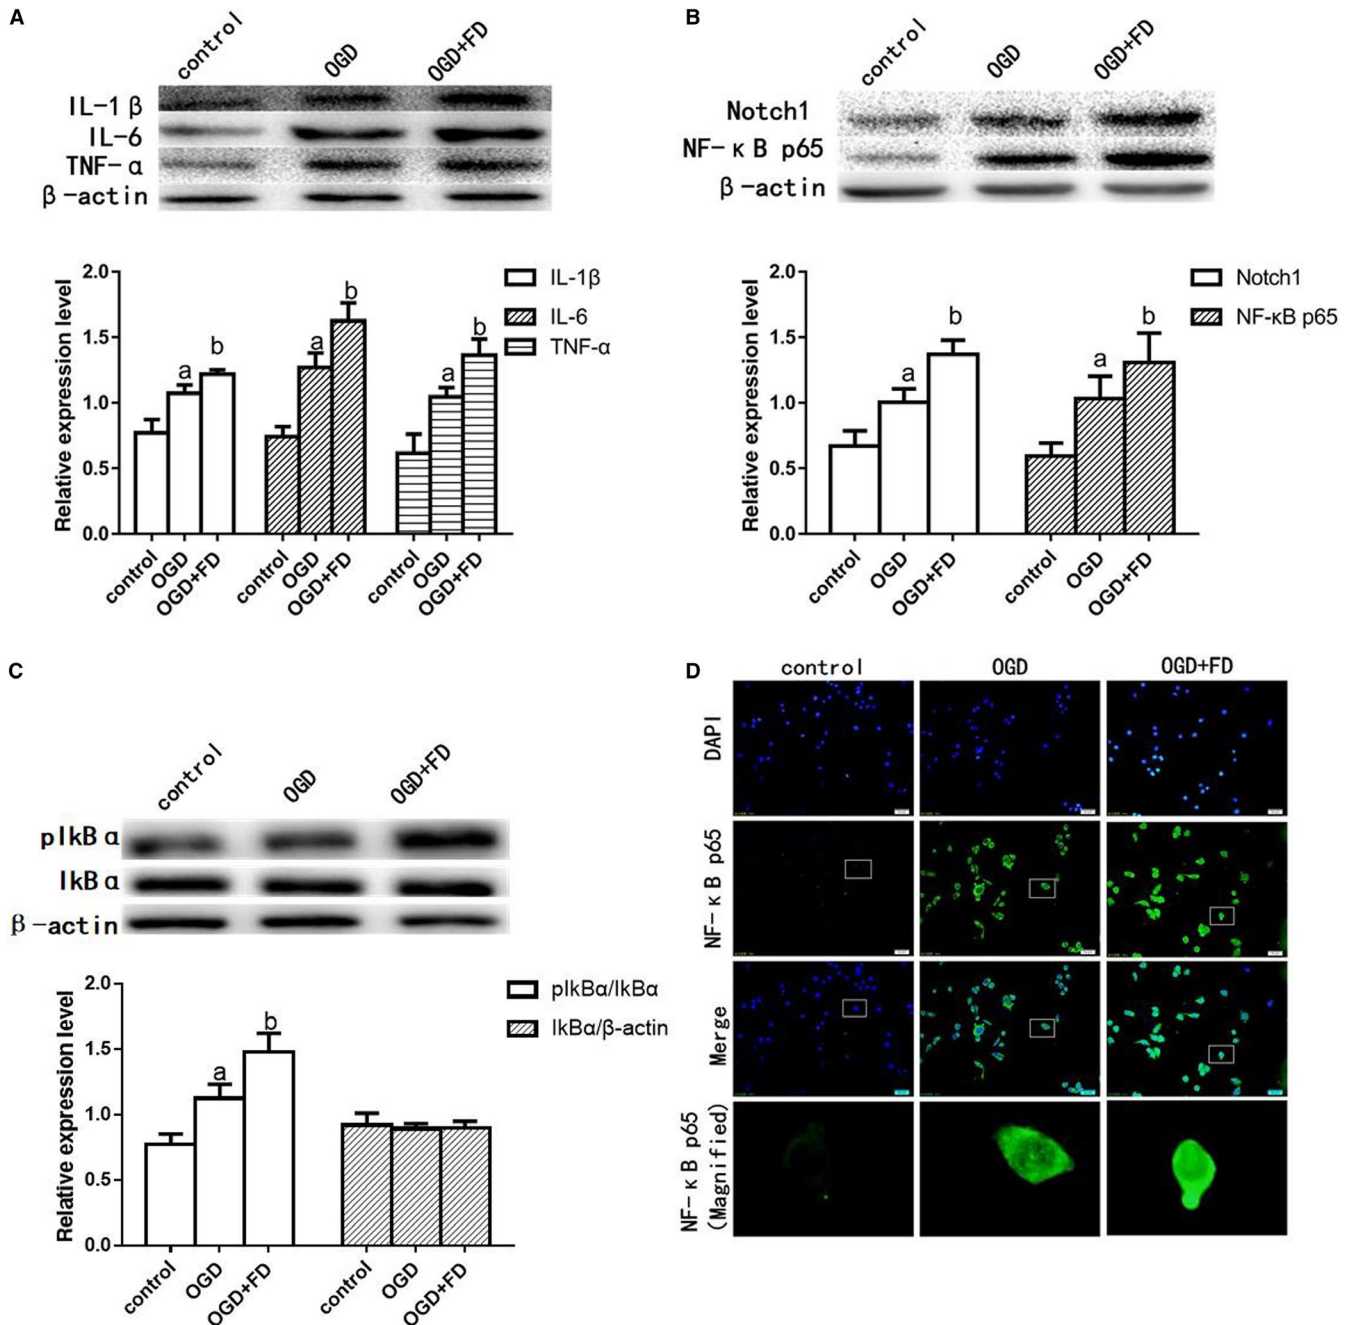 A
control
OGD
OGD+FD
IL-1β
IL-6
TNF-α
β-actin
2.0
1.5
1.0
0.5
0.0
Relative expression level
a
b
a
b
a
b
IL-1β
IL-6
TNF-α
control
OGD
OGD+FD
control
OGD
OGD+FD
control
OGD
OGD+FD
B
control
OGD
OGD+FD
Notch1
NF-κB p65
β-actin
2.0
1.5
1.0
0.5
0.0
Relative expression level
a
b
a
b
Notch1
NF-κB p65
control
OGD
OGD+FD
control
OGD
OGD+FD
C
control
OGD
OGD+FD
pIkBα
IkBα
β-actin
2.0
1.5
1.0
0.5
0.0
Relative expression level
a
b
pIkBα/IkBα
IkBα/β-actin
control
OGD
OGD+FD
control
OGD
OGD+FD
D
control
OGD
OGD+FD
DAPI
NF-κB p65
Merge
NF-κB p65
(Magnified)